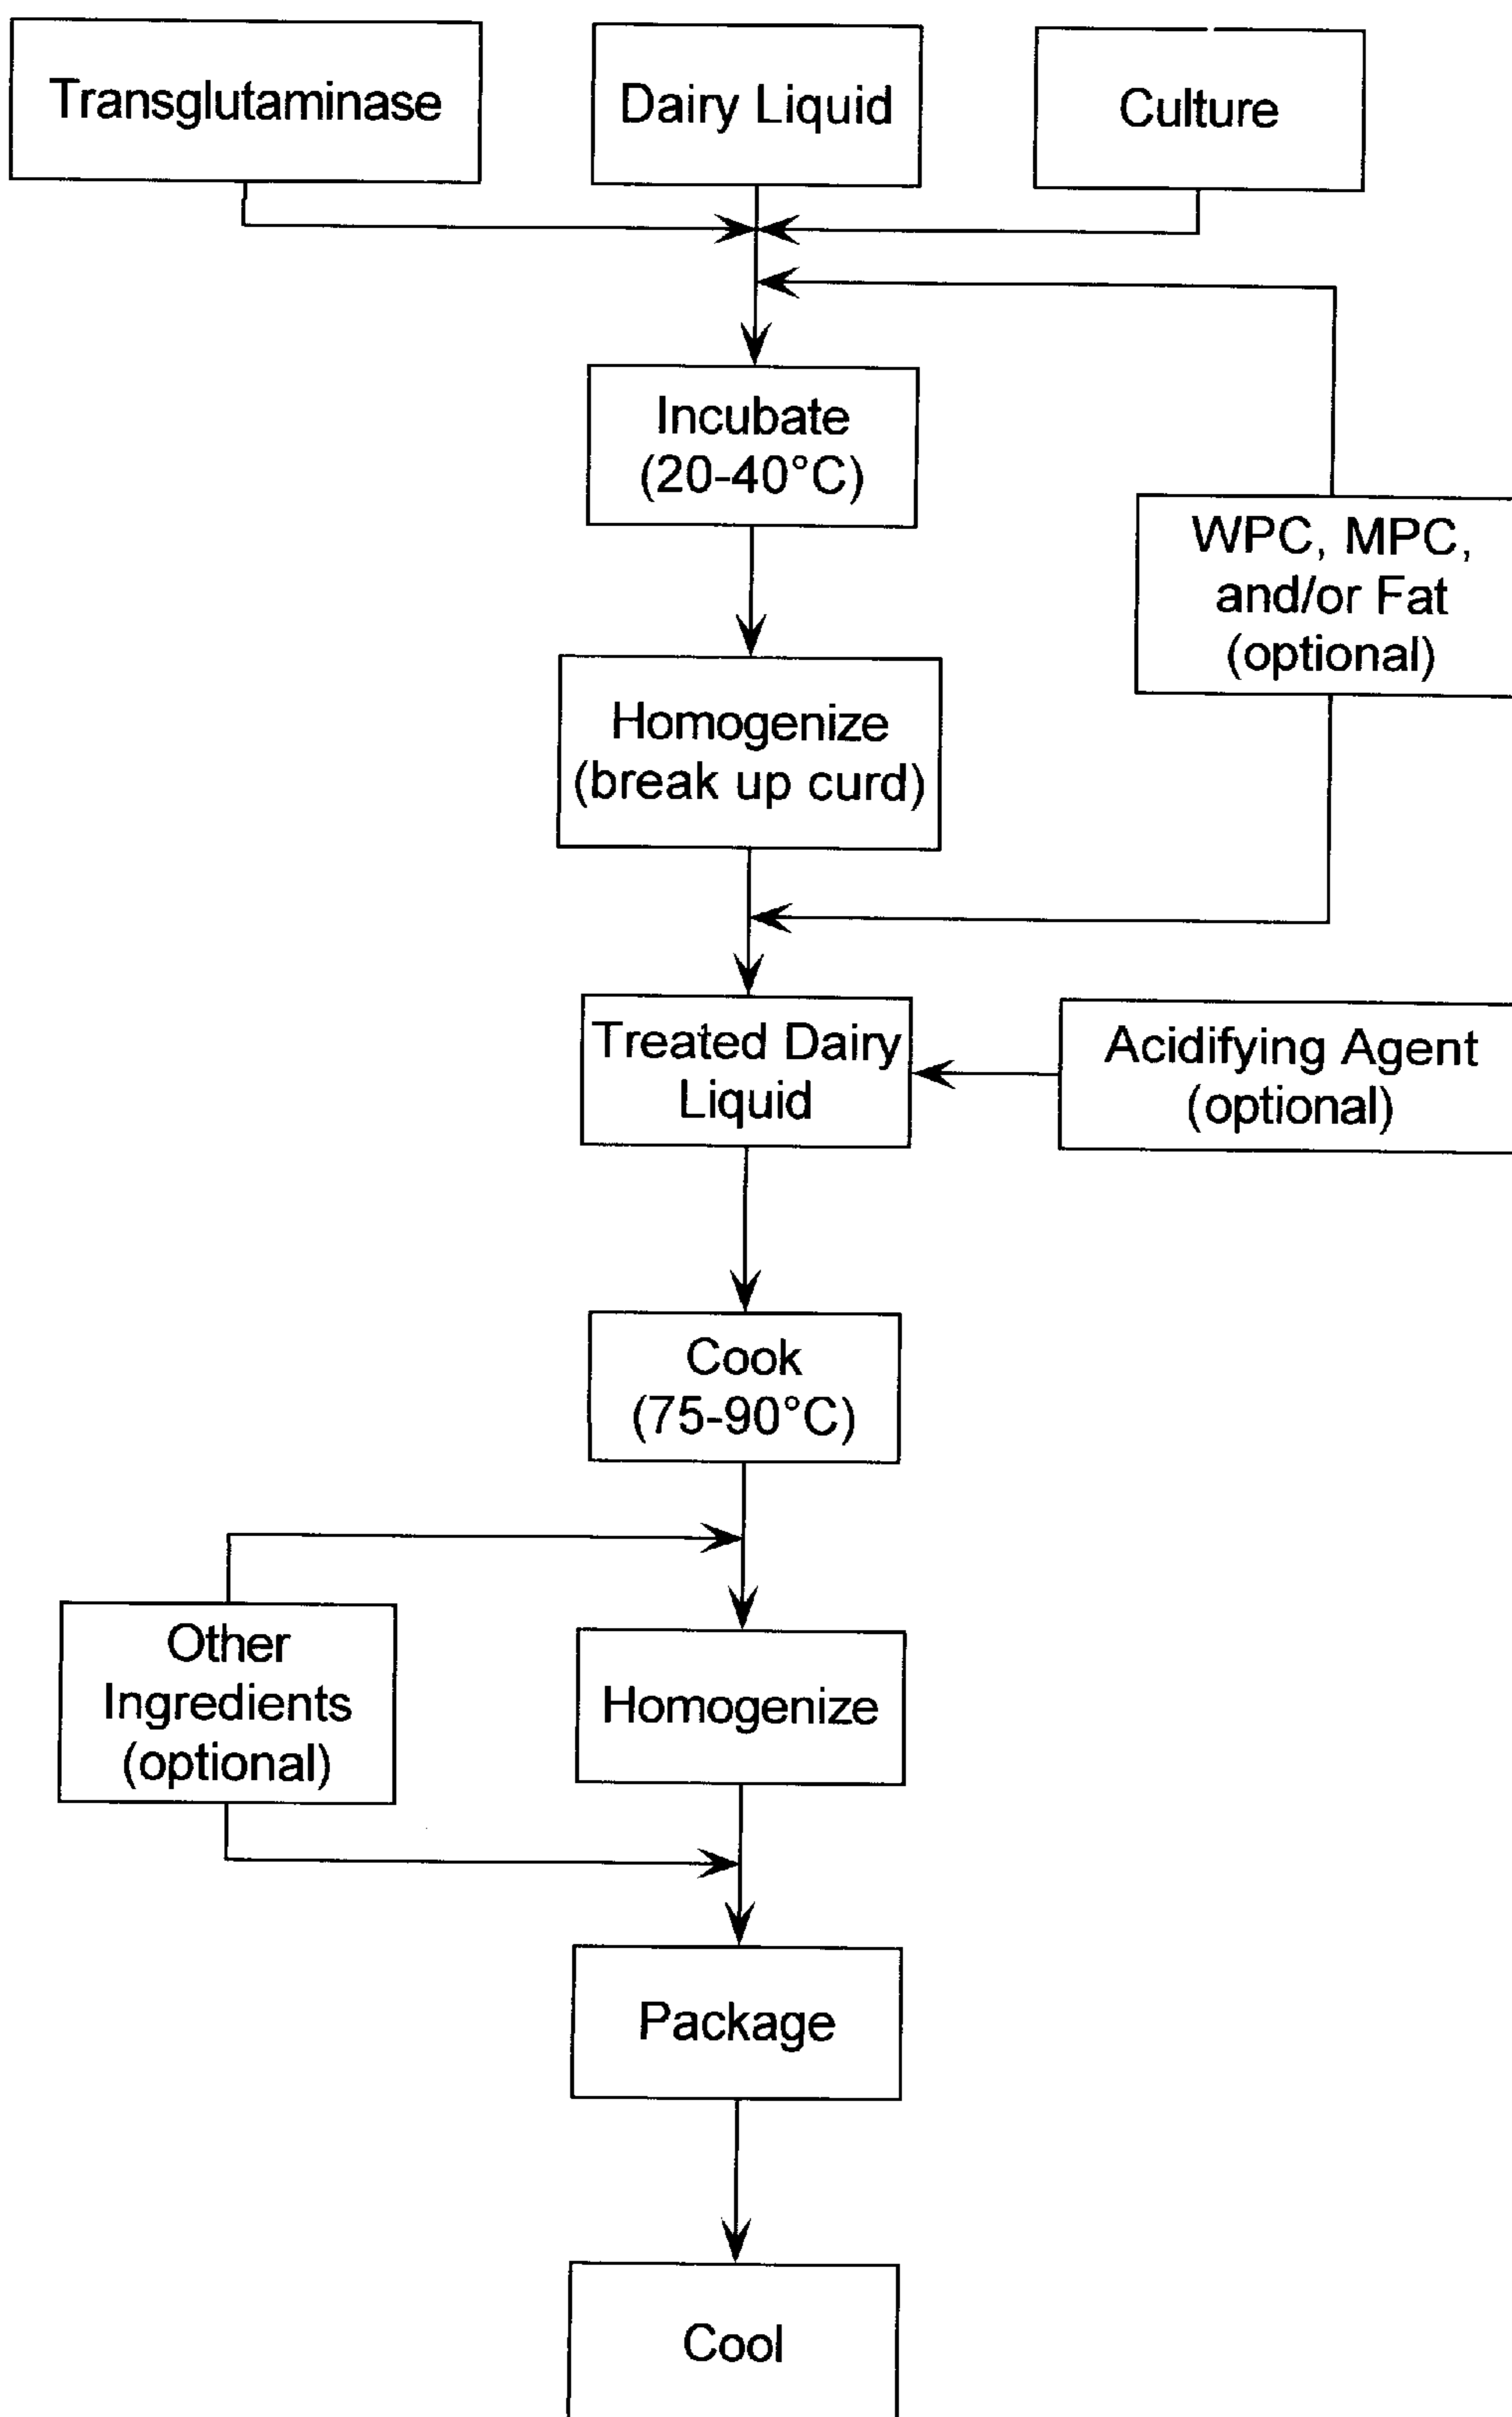 Transglutaminase
Dairy Liquid
Culture
Incubate
(20-40°C)
WPC, MPC,
and/or Fat
(optional)
Homogenize
(break up curd)
Treated Dairy
Liquid
Acidifying Agent
(optional)
Cook
(75-90°C)
Other
Ingredients
(optional)
Homogenize
Package
Cool